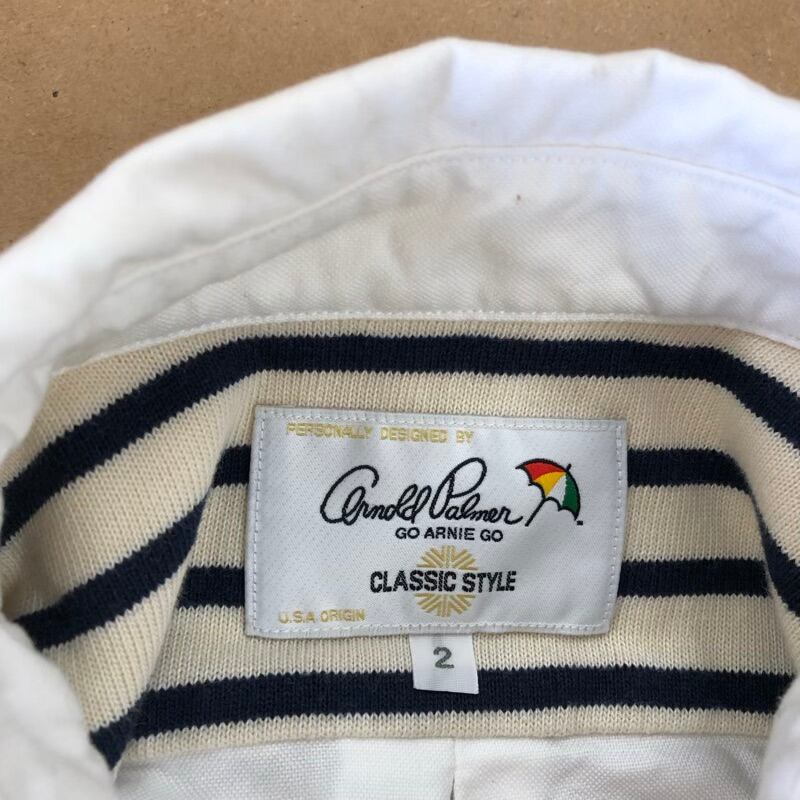 PERSONALLY DESIGNED BY
Arnold Palmer
GO ARNIE GO
CLASSIC STYLE
U.S.A ORIGIN
2